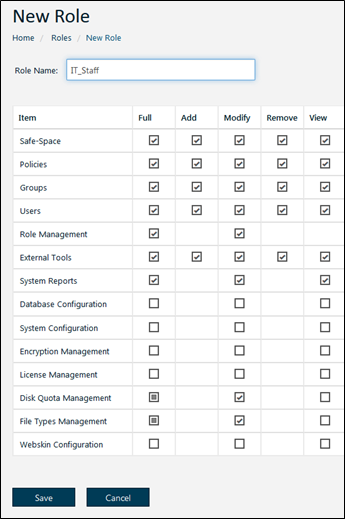 New Role
Home / Roles / New Role
Role Name: IT_Staff
Item Full Add Modify Remove View
Safe-Space
Policies
Groups
Users
Role Management
External Tools
System Reports
Database Configuration
System Configuration
Encryption Management
License Management
Disk Quota Management
File Types Management
Webskin Configuration
Save Cancel